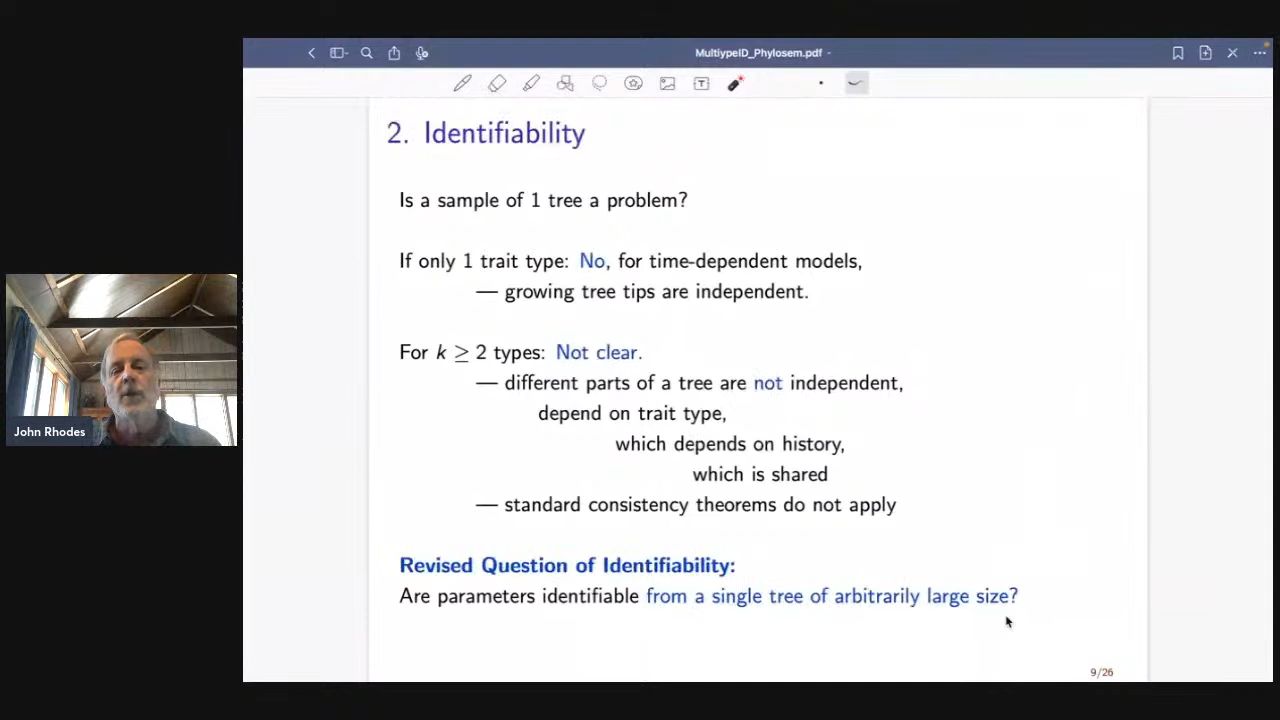 MultiypeID_Phylosem.pdf
2. Identifiability
Is a sample of 1 tree a problem?
If only 1 trait type: No, for time-dependent models,
— growing tree tips are independent.
For k ≥ 2 types: Not clear.
— different parts of a tree are not independent,
depend on trait type,
which depends on history,
which is shared
— standard consistency theorems do not apply
Revised Question of Identifiability:
Are parameters identifiable from a single tree of arbitrarily large size?
9/26
John Rhodes